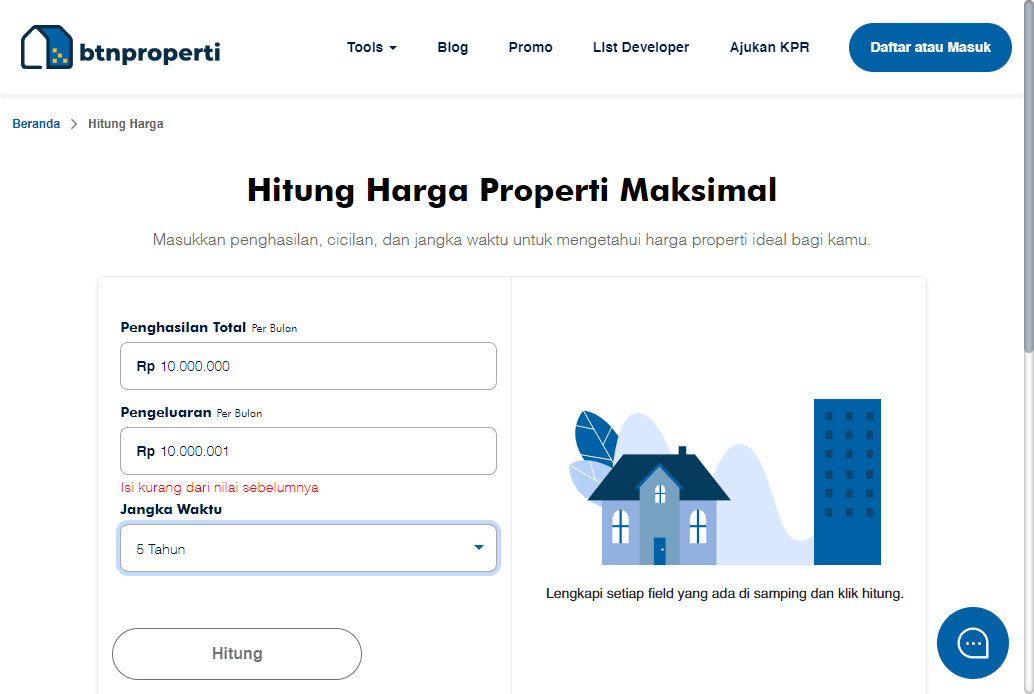 btnproperti
Tools Blog Promo LIst Developer Ajukan KPR Daftar atau Masuk
Beranda > Hitung Harga
Hitung Harga Properti Maksimal
Masukkan penghasilan, cicilan, dan jangka waktu untuk mengetahui harga properti ideal bagi kamu.
Penghasilan Total Per Bulan
Rp 10.000.000
Pengeluaran Per Bulan
Rp 10.000.001
Isi kurang dari nilai sebelumnya
Jangka Waktu
5 Tahun
Hitung
Lengkapi setiap field yang ada di samping dan klik hitung.